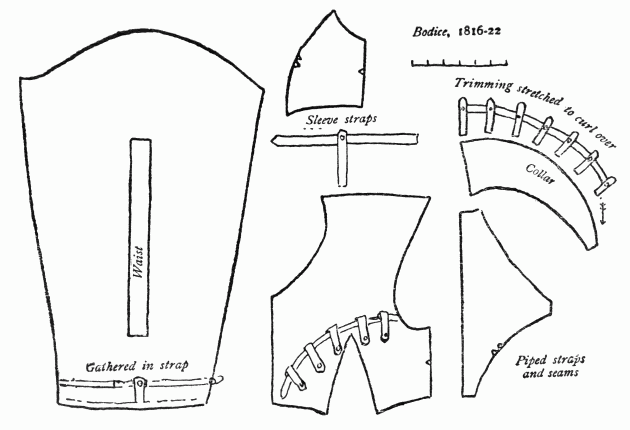 Bodice, 1816-22
Sleeve straps
Trimming stretched to curl over
Collar
Waist
Gathered in strap
Piped straps
and seams